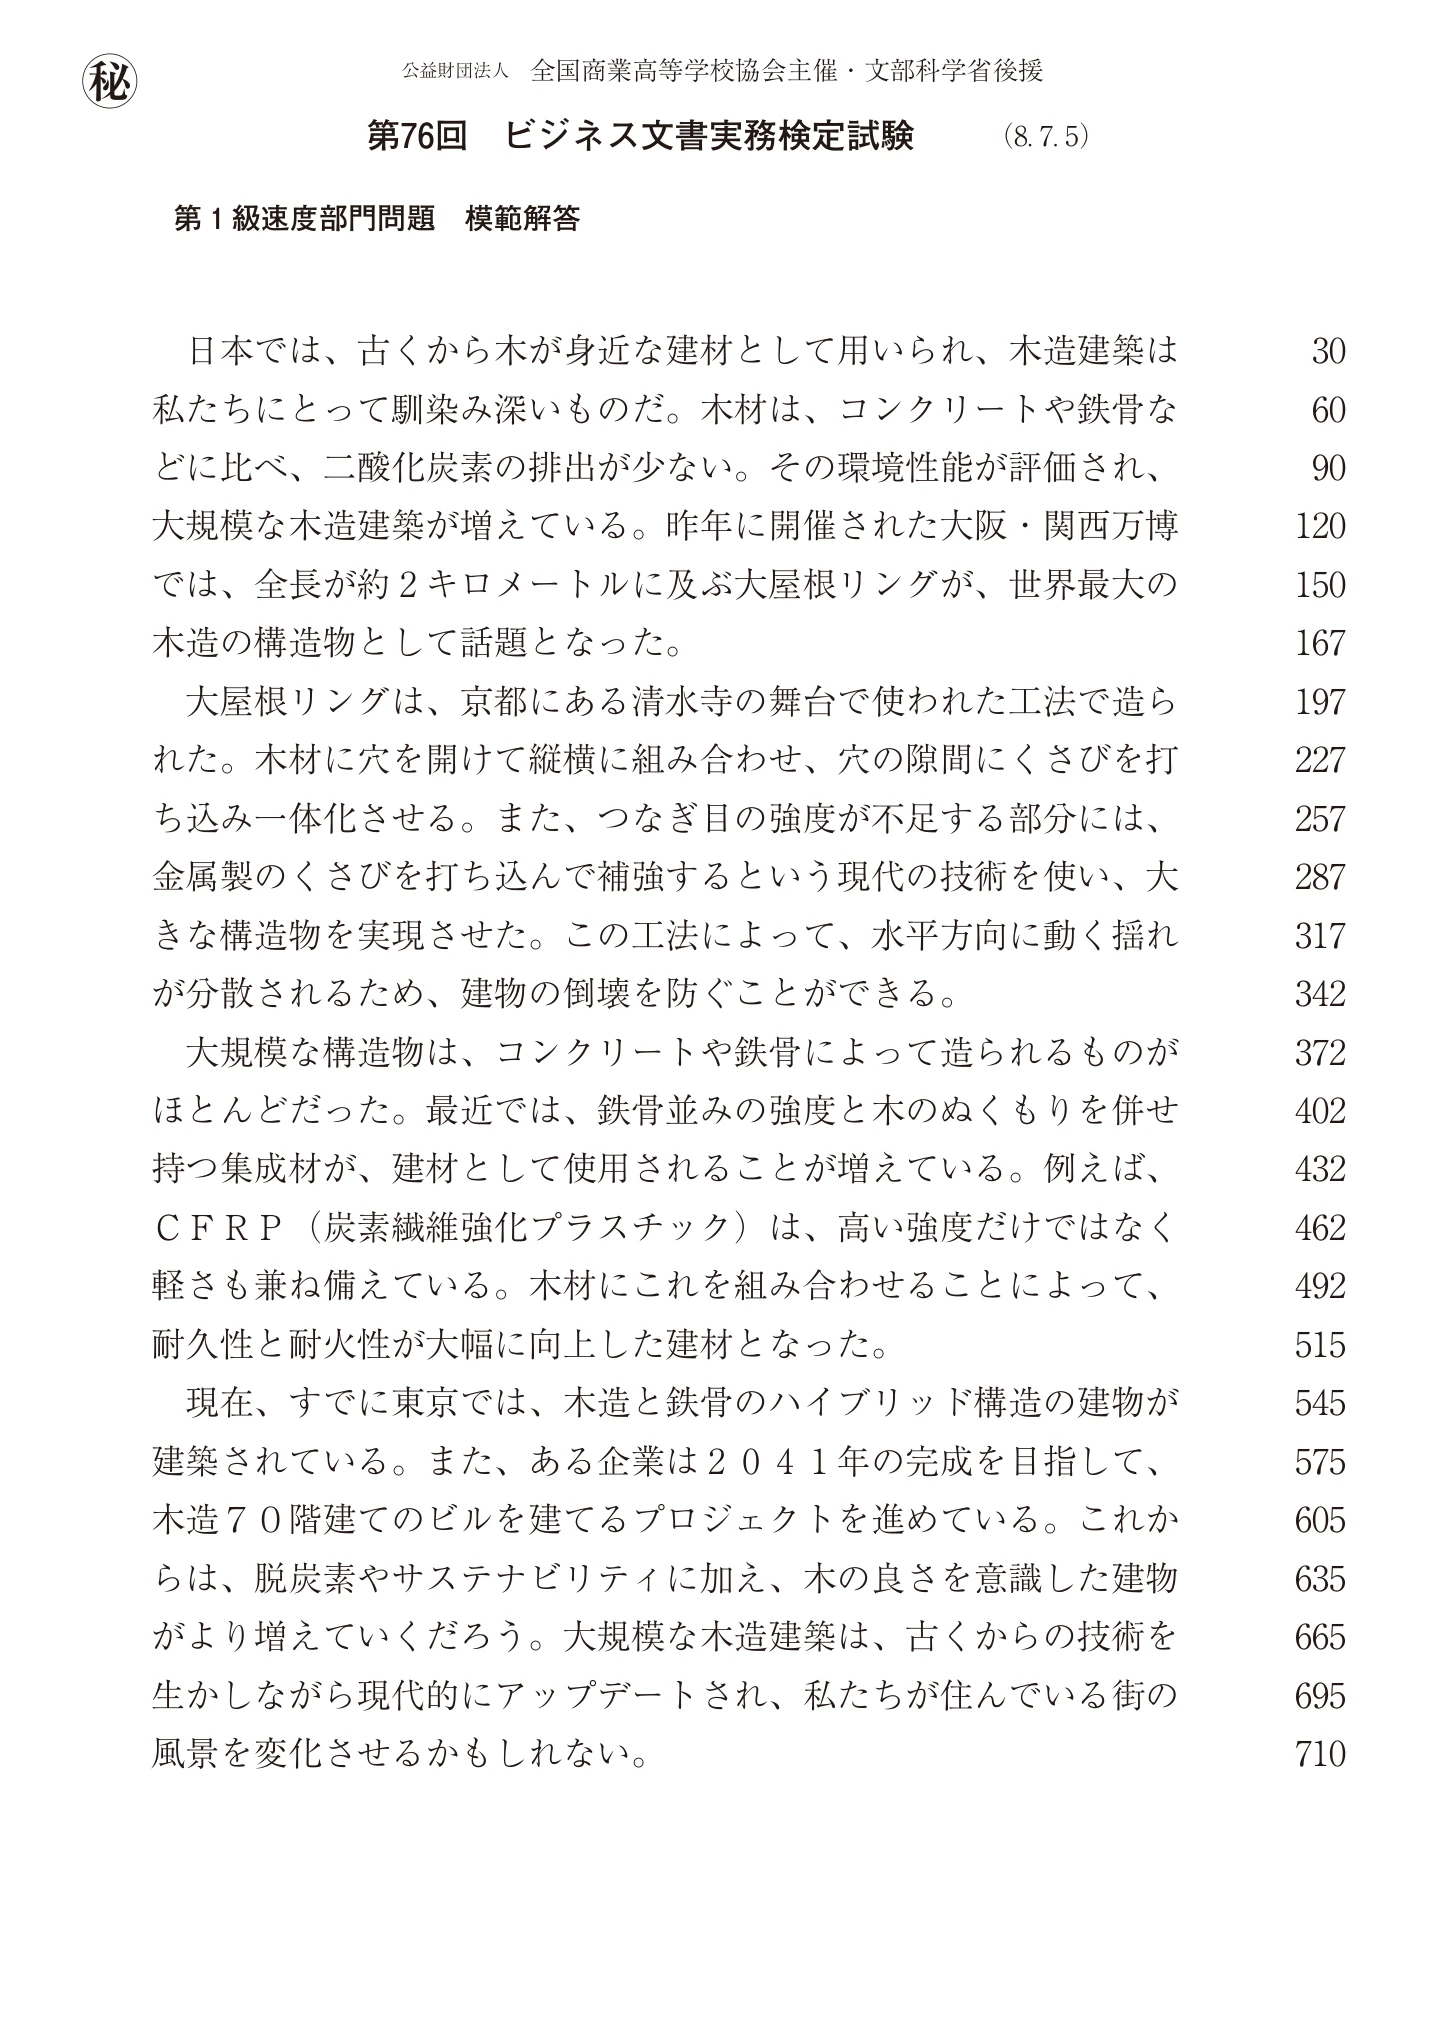 ㊙
公益財団法人　全国商業高等学校協会主催・文部科学省後援
第76回　ビジネス文書実務検定試験　（8.7.5）
第１級速度部門問題　模範解答
　日本では、古くから木が身近な建材として用いられ、木造建築は　30
私たちにとって馴染み深いものだ。木材は、コンクリートや鉄骨な　60
どに比べ、二酸化炭素の排出が少ない。その環境性能が評価され、　90
大規模な木造建築が増えている。昨年に開催された大阪・関西万博　120
では、全長が約２キロメートルに及ぶ大屋根リングが、世界最大の　150
木造の構造物として話題となった。　167
　大屋根リングは、京都にある清水寺の舞台で使われた工法で造ら　197
れた。木材に穴を開けて縦横に組み合わせ、穴の隙間にくさびを打　227
ち込み一体化させる。また、つなぎ目の強度が不足する部分には、　257
金属製のくさびを打ち込んで補強するという現代の技術を使い、大　287
きな構造物を実現させた。この工法によって、水平方向に動く揺れ　317
が分散されるため、建物の倒壊を防ぐことができる。　342
　大規模な構造物は、コンクリートや鉄骨によって造られるものが　372
ほとんどだった。最近では、鉄骨並みの強度と木のぬくもりを併せ　402
持つ集成材が、建材として使用されることが増えている。例えば、　432
ＣＦＲＰ（炭素繊維強化プラスチック）は、高い強度だけではなく　462
軽さも兼ね備えている。木材にこれを組み合わせることによって、　492
耐久性と耐火性が大幅に向上した建材となった。　515
　現在、すでに東京では、木造と鉄骨のハイブリッド構造の建物が　545
建築されている。また、ある企業は２０４１年の完成を目指して、　575
木造７０階建てのビルを建てるプロジェクトを進めている。これか　605
らは、脱炭素やサステナビリティに加え、木の良さを意識した建物　635
がより増えていくだろう。大規模な木造建築は、古くからの技術を　665
生かしながら現代的にアップデートされ、私たちが住んでいる街の　695
風景を変化させるかもしれない。　710